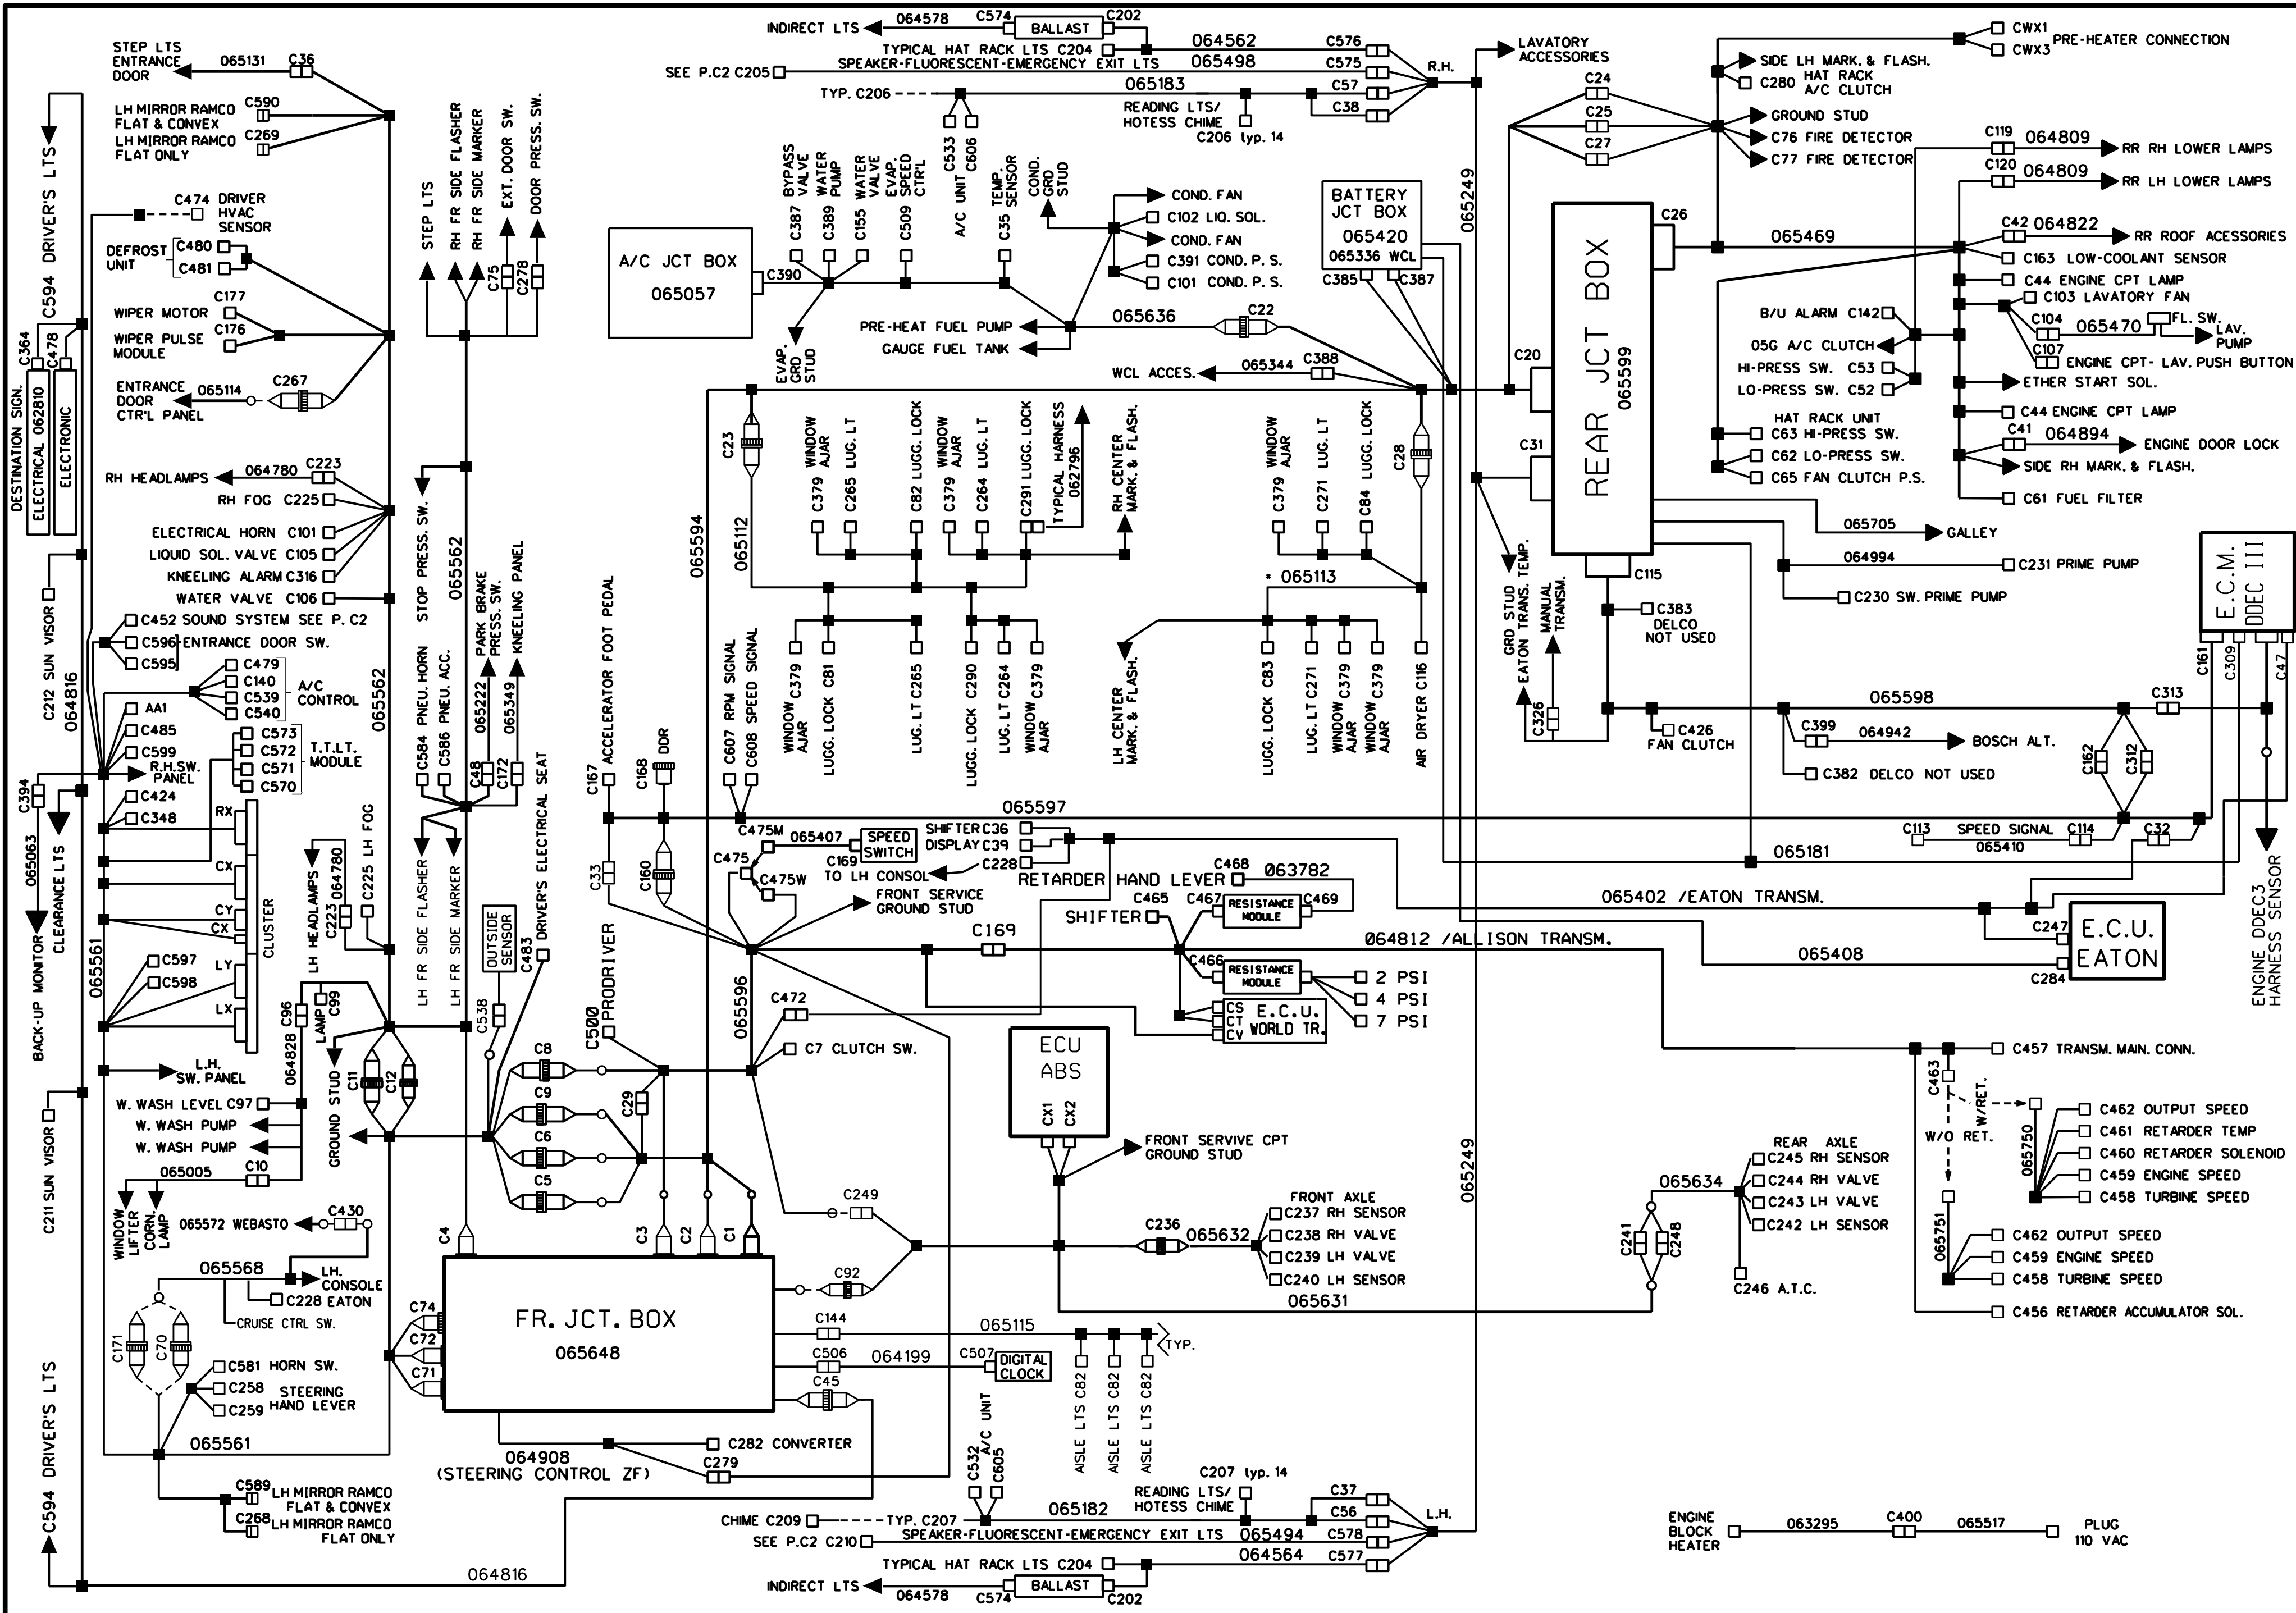 INDIRECT LTS
064578
C574
BALLAST
C202
TYPICAL HAT RACK LTS C204
064562
C576
SPEAKER-FLUORESCENT-EMERGENCY EXIT LTS
SEE P.C2 C205
065498
C575
TYP. C206
065183
C57
C38
R.H.
READING LTS/
HOTESS CHIME
C206 typ. 14
C533
C606
A/C UNIT
LAVATORY
ACCESSORIES
STEP LTS
ENTRANCE
DOOR
065131
C36
LH MIRROR RAMCO
FLAT & CONVEX
C590
LH MIRROR RAMCO
FLAT ONLY
C269
C474 DRIVER
HVAC
SENSOR
DEFROST
UNIT
C480
C481
WIPER MOTOR
C177
WIPER PULSE
MODULE
C176
ENTRANCE
DOOR
CTR'L PANEL
065114
C267
C594 DRIVER'S LTS
DESTINATION SIGN.
C364
C478
ELECTRICAL 062810
ELECTRONIC
C212 SUN VISOR
064816
RH HEADLAMPS
064780
C223
RH FOG C225
ELECTRICAL HORN C101
LIQUID SOL. VALVE C105
KNEELING ALARM C316
WATER VALVE C106
C452 SOUND SYSTEM SEE P. C2
C596 ENTRANCE DOOR SW.
C595
C479
C140
C539
C540
A/C
CONTROL
AA1
C485
C599
R.H.SW.
PANEL
C424
C348
C573
C572
C571
C570
T.T.LT.
MODULE
C394
065063
BACK-UP MONITOR
CLEARANCE LTS
RX
CX
CY
CX
LY
LX
CLUSTER
C597
C598
065561
065562
LH HEADLAMPS
064780
C223
C225 LH FOG
C96
LAMP C99
064828
GROUND STUD
C11
C12
L.H.
SW. PANEL
W. WASH LEVEL C97
W. WASH PUMP
W. WASH PUMP
065005
C10
WINDOW
LIFTER
CORN.
LAMP
C211 SUN VISOR
065572 WEBASTO
C430
065568
LH.
CONSOLE
C228 EATON
CRUISE CTRL SW.
C171
C70
C581 HORN SW.
C258
C259
STEERING
HAND LEVER
065561
C589
LH MIRROR RAMCO
FLAT & CONVEX
C268
LH MIRROR RAMCO
FLAT ONLY
C594 DRIVER'S LTS
064816
STEP LTS
RH FR SIDE FLASHER
RH FR SIDE MARKER
EXT. DOOR SW.
DOOR PRESS. SW.
C75
C278
STOP PRESS. SW.
065562
C584 PNEU. HORN
C586 PNEU. ACC.
PARK BRAKE
PRESS. SW.
065222
C48
KNEELING PANEL
065349
C172
LH FR SIDE FLASHER
LH FR SIDE MARKER
OUTSIDE
SENSOR
C538
C483 DRIVER'S ELECTRICAL SEAT
C8
C9
C6
C5
C29
C500 PRODRIVER
C4
C3
C2
C1
C74
C72
C71
FR. JCT. BOX
065648
C92
C249
C144
065115
TYP.
AISLE LTS C82
AISLE LTS C82
AISLE LTS C82
C506
064199
C507
DIGITAL
CLOCK
C45
064908
(STEERING CONTROL ZF)
C282 CONVERTER
C279
A/C JCT BOX
065057
C390
C387 BYPASS
VALVE
C389 WATER
PUMP
C155 WATER
VALVE
C509 EVAP.
SPEED
CTR'L
C35 TEMP.
SENSOR
COND.
GRD
STUD
EVAP.
GRD
STUD
COND. FAN
C102 LIQ. SOL.
COND. FAN
C391 COND. P. S.
C101 COND. P. S.
PRE-HEAT FUEL PUMP
GAUGE FUEL TANK
065636
C22
WCL ACCES.
065344
C388
BATTERY
JCT BOX
065420
065336 WCL
C385
C387
065249
065594
065112
C23
C379 WINDOW
AJAR
C265 LUG. LT
C82 LUGG. LOCK
C379 WINDOW
AJAR
C264 LUG. LT
C291 LUGG. LOCK
TYPICAL HARNESS
062796
RH CENTER
MARK. & FLASH.
C379 WINDOW
AJAR
C271 LUG. LT
C84 LUGG. LOCK
C28
* 065113
WINDOW C379
AJAR
LUGG. LOCK C81
LUG. LT C265
LUGG. LOCK C290
LUG. LT C264
WINDOW C379
AJAR
LH CENTER
MARK. & FLASH.
LUGG. LOCK C83
LUG. LT C271
WINDOW C379
AJAR
WINDOW C379
AJAR
AIR DRYER C116
C167 ACCELERATOR FOOT PEDAL
C168 DDR
C607 RPM SIGNAL
C608 SPEED SIGNAL
C33
C160
065597
C475M
065407
SPEED
SWITCH
C475
C475W
C169
TO LH CONSOL
SHIFTER C36
DISPLAY C39
C228
FRONT SERVICE
GROUND STUD
RETARDER HAND LEVER
C468
063782
C465
SHIFTER
C467
RESISTANCE
MODULE
C469
C169
064812 /ALLISON TRANSM.
C466
RESISTANCE
MODULE
2 PSI
4 PSI
7 PSI
CS
CT
CV
E.C.U.
WORLD TR.
065596
C472
C7 CLUTCH SW.
ECU
ABS
CX1
CX2
FRONT SERVIVE CPT
GROUND STUD
C236
065632
FRONT AXLE
C237 RH SENSOR
C238 RH VALVE
C239 LH VALVE
C240 LH SENSOR
065631
065249
C241
C248
065634
REAR AXLE
C245 RH SENSOR
C244 RH VALVE
C243 LH VALVE
C242 LH SENSOR
C246 A.T.C.
C532
A/C UNIT
C605
C207 typ. 14
READING LTS/
HOTESS CHIME
CHIME C209
TYP. C207
065182
C37
C56
L.H.
SEE P.C2 C210
SPEAKER-FLUORESCENT-EMERGENCY EXIT LTS
065494
C578
TYPICAL HAT RACK LTS C204
064564
C577
INDIRECT LTS
064578
C574
BALLAST
C202
CWX1
CWX3
PRE-HEATER CONNECTION
SIDE LH MARK. & FLASH.
C280 HAT RACK
A/C CLUTCH
GROUND STUD
C76 FIRE DETECTOR
C77 FIRE DETECTOR
C24
C25
C27
C119
064809
RR RH LOWER LAMPS
C120
064809
RR LH LOWER LAMPS
REAR JCT BOX
065599
C20
C26
C31
C115
065469
C42 064822
RR ROOF ACESSORIES
C163 LOW-COOLANT SENSOR
C44 ENGINE CPT LAMP
C103 LAVATORY FAN
C104
065470
FL. SW.
LAV.
PUMP
C107
ENGINE CPT- LAV. PUSH BUTTON
ETHER START SOL.
C44 ENGINE CPT LAMP
C41
064894
ENGINE DOOR LOCK
SIDE RH MARK. & FLASH.
C61 FUEL FILTER
B/U ALARM C142
05G A/C CLUTCH
HI-PRESS SW. C53
LO-PRESS SW. C52
HAT RACK UNIT
C63 HI-PRESS SW.
C62 LO-PRESS SW.
C65 FAN CLUTCH P.S.
065705
GALLEY
064994
C231 PRIME PUMP
C230 SW. PRIME PUMP
C383
DELCO
NOT USED
GRD STUD
EATON TRANS. TEMP.
MANUAL
TRANSM.
C326
065598
C313
C426
FAN CLUTCH
C399
064942
BOSCH ALT.
C382 DELCO NOT USED
C162
C312
E.C.M.
DDEC III
C161
C309
C47
C113
SPEED SIGNAL
065410
C114
C32
065181
065402 /EATON TRANSM.
C247
E.C.U.
EATON
C284
065408
ENGINE DDEC3
HARNESS SENSOR
C457 TRANSM. MAIN. CONN.
C463
W/RET.
W/O RET.
065750
C462 OUTPUT SPEED
C461 RETARDER TEMP
C460 RETARDER SOLENOID
C459 ENGINE SPEED
C458 TURBINE SPEED
065751
C462 OUTPUT SPEED
C459 ENGINE SPEED
C458 TURBINE SPEED
C456 RETARDER ACCUMULATOR SOL.
ENGINE
BLOCK
HEATER
063295
C400
065517
PLUG
110 VAC